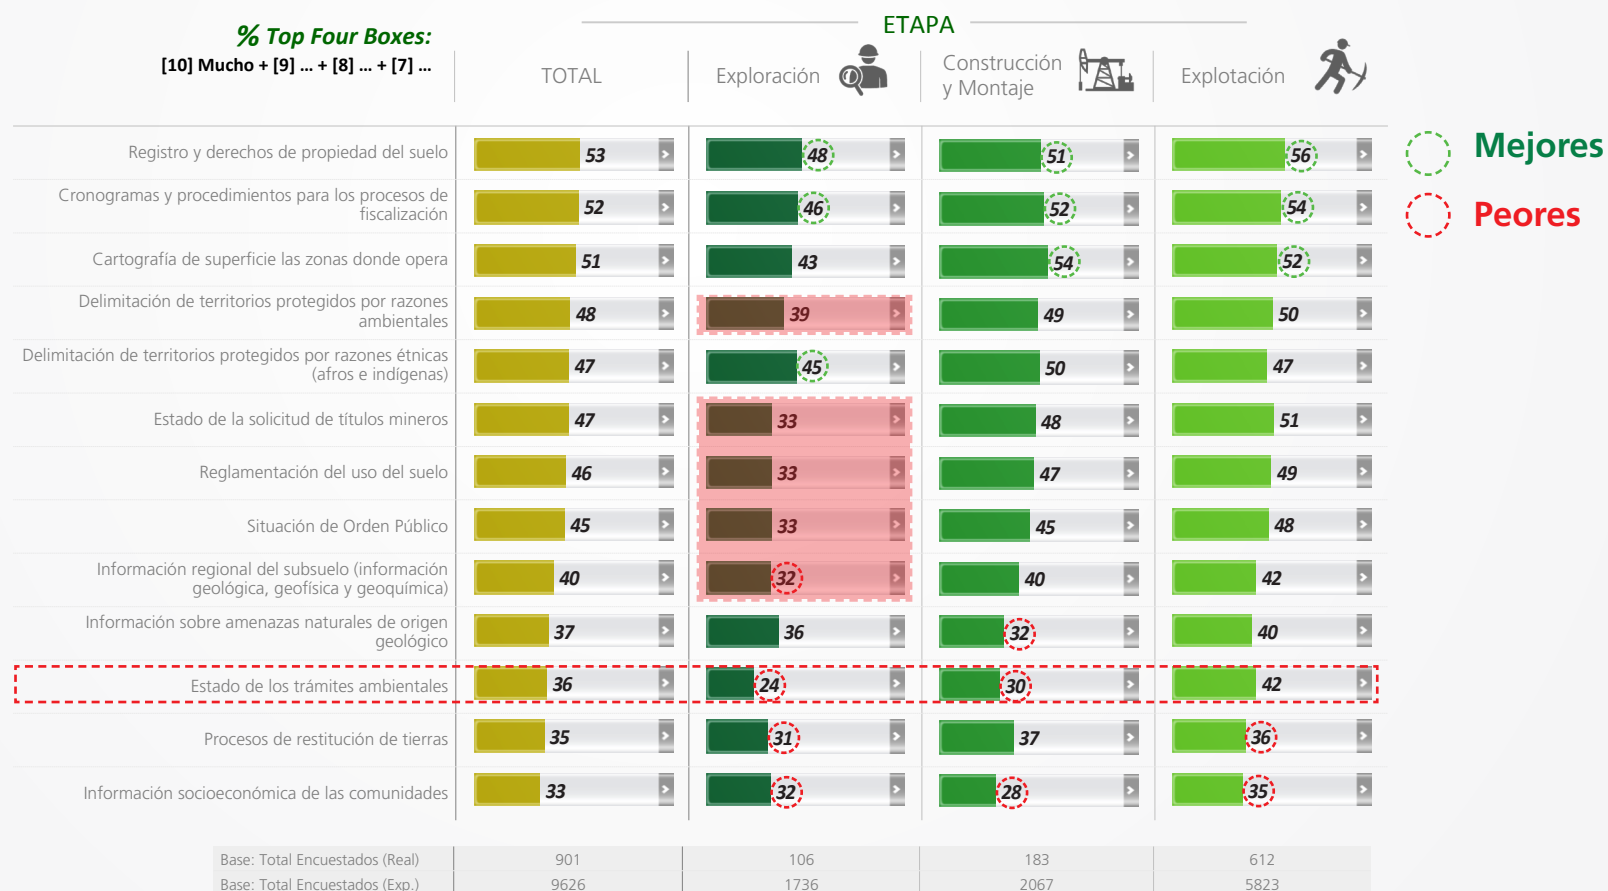 ETAPA
% Top Four Boxes:
[10] Mucho + [9] ... + [8] ... + [7] ...
TOTAL
Exploración
Construcción
y Montaje
Explotación
Registro y derechos de propiedad del suelo
53
48
51
56
Cronogramas y procedimientos para los procesos de
fiscalización
52
46
52
54
Cartografía de superficie las zonas donde opera
51
43
54
52
Delimitación de territorios protegidos por razones
ambientales
48
39
49
50
Delimitación de territorios protegidos por razones étnicas
(afros e indígenas)
47
45
50
47
Estado de la solicitud de títulos mineros
47
33
48
51
Reglamentación del uso del suelo
46
33
47
49
Situación de Orden Público
45
33
45
48
Información regional del subsuelo (información
geológica, geofísica y geoquímica)
40
32
40
42
Información sobre amenazas naturales de origen
geológico
37
36
32
40
Estado de los trámites ambientales
36
24
30
42
Procesos de restitución de tierras
35
31
37
36
Información socioeconómica de las comunidades
33
32
28
35
Mejores
Peores
Base: Total Encuestados (Real) 901 106 183 612
Base: Total Encuestados (Exp.) 9626 1736 2067 5823